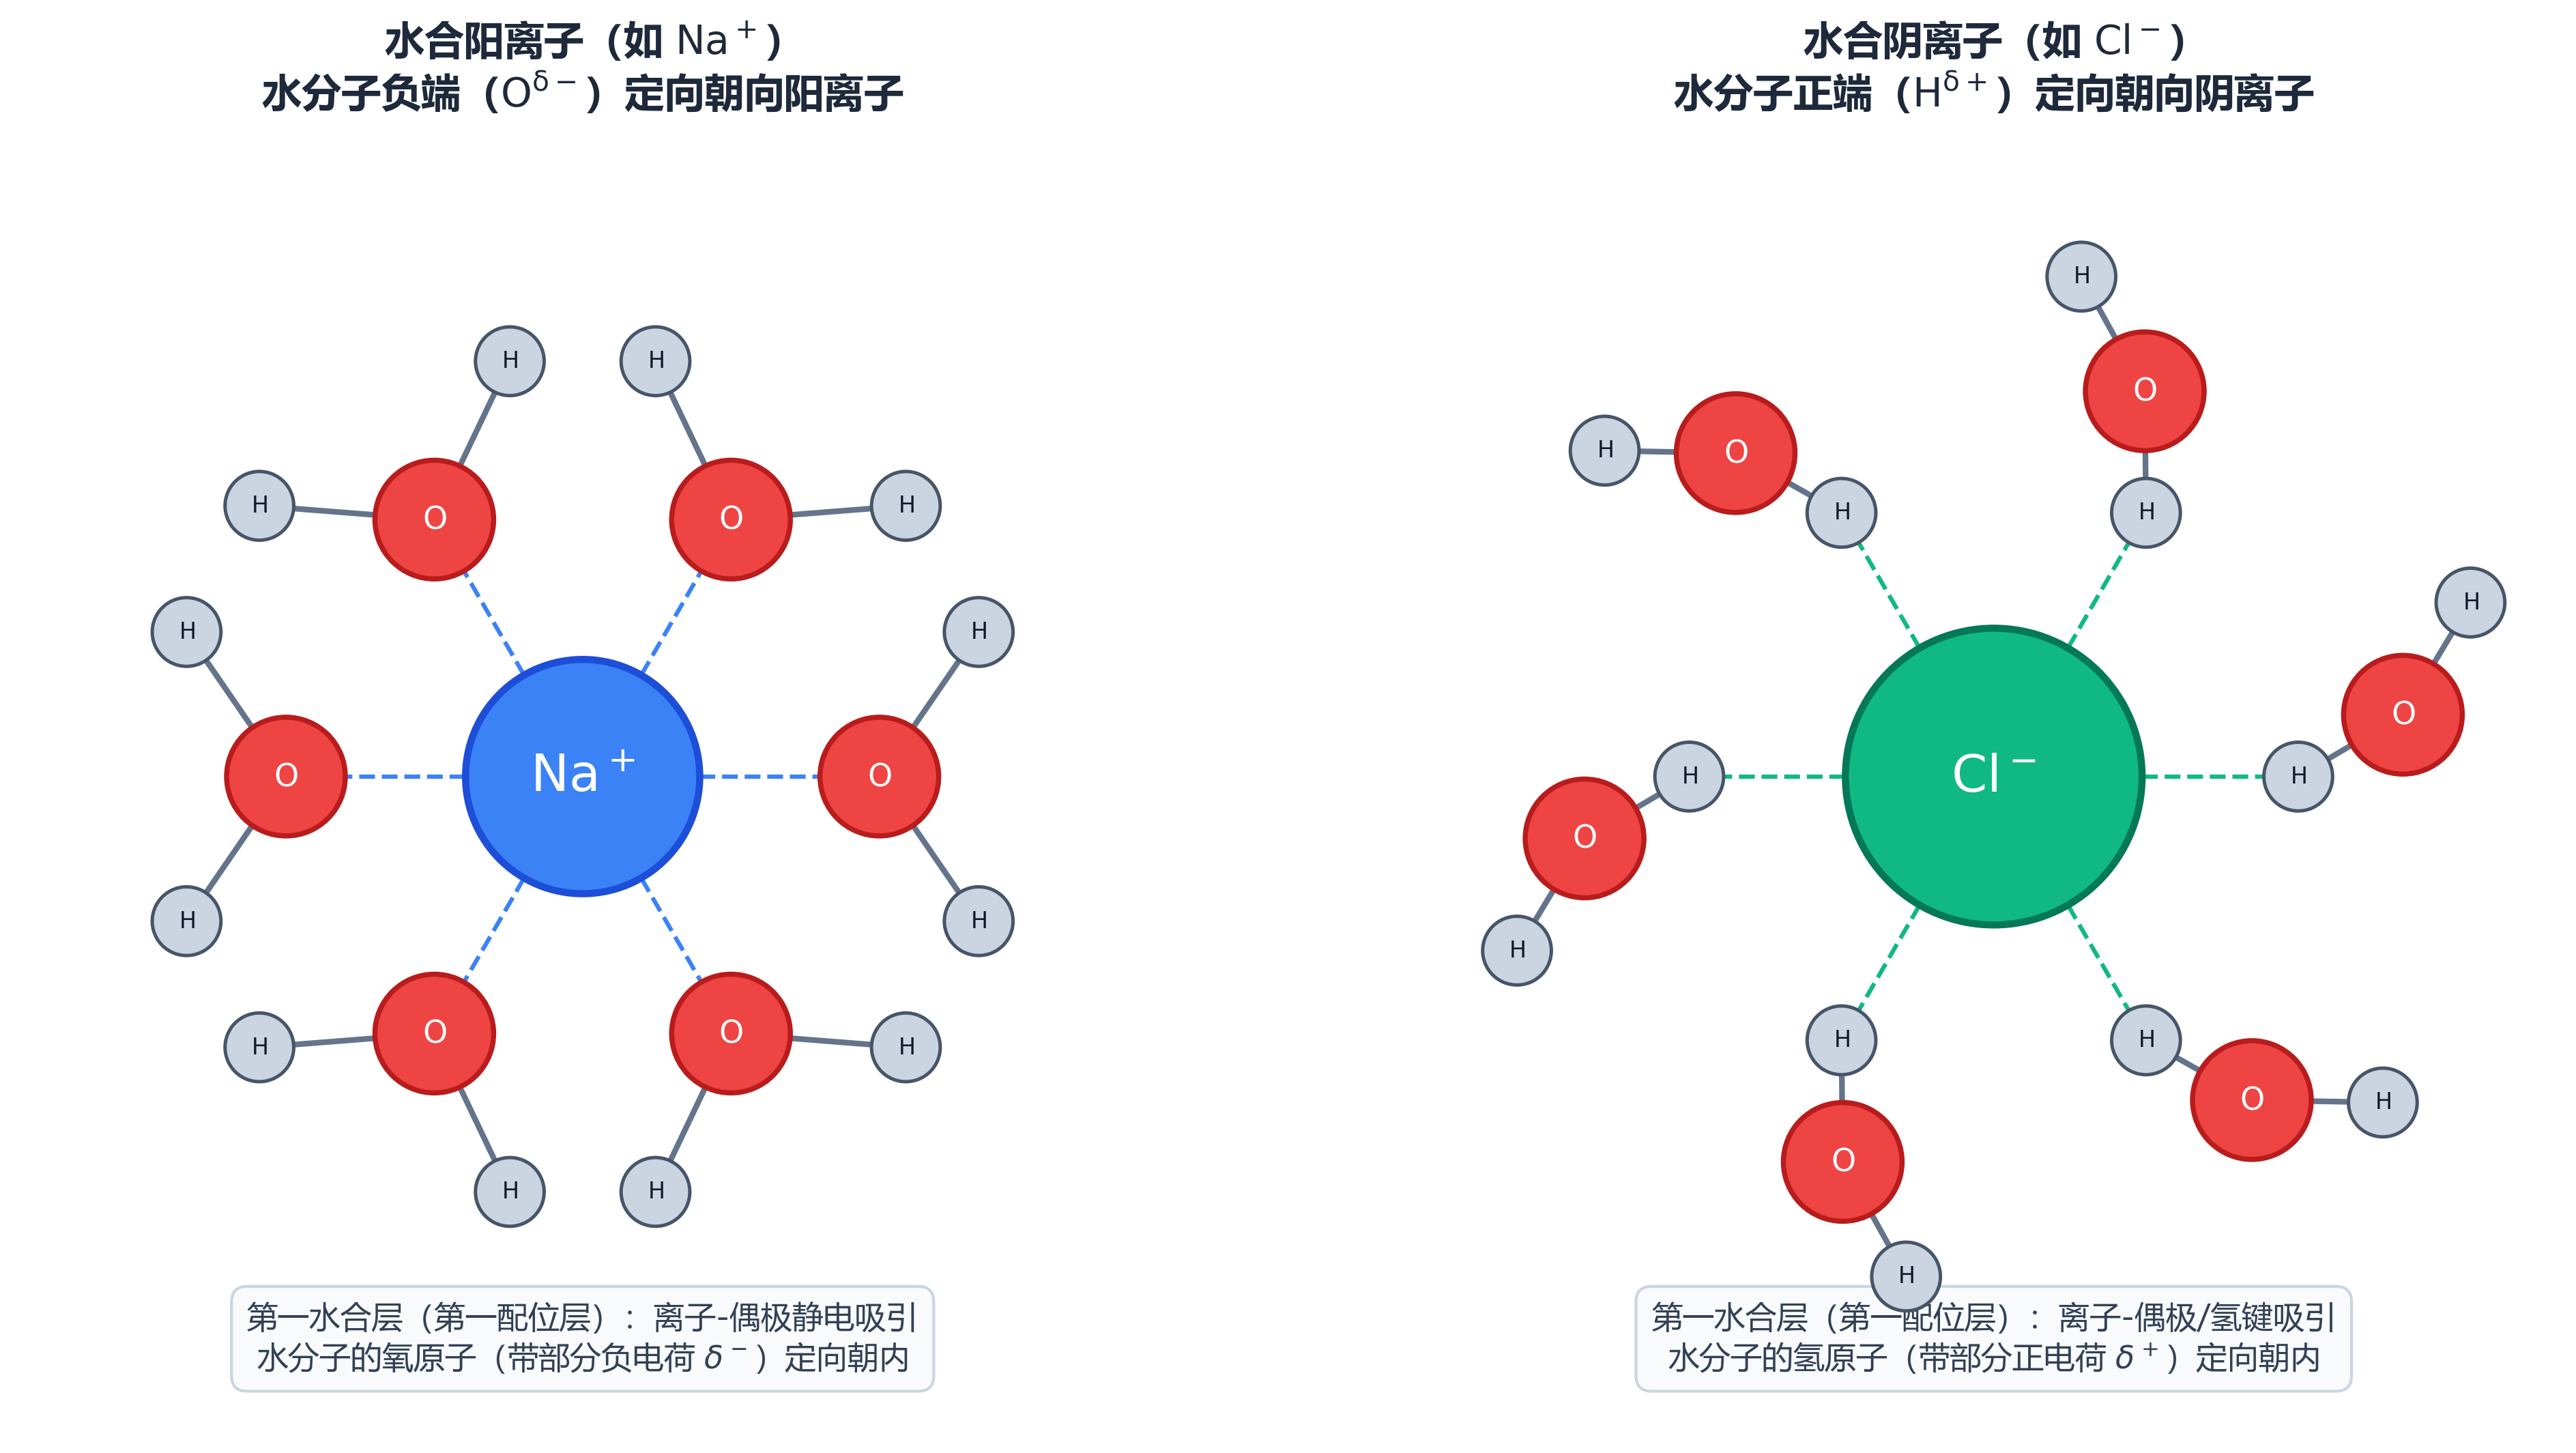 水合阳离子（如 Na⁺）
水分子负端（O^δ−）定向朝向阳离子
H H
H O O H
H H
O Na⁺ O
H H
H O O H
H H
第一水合层（第一配位层）：离子-偶极静电吸引
水分子的氧原子（带部分负电荷 δ⁻）定向朝内
水合阴离子（如 Cl⁻）
水分子正端（H^δ+）定向朝向阴离子
H
O
H O
H H
H
O
H Cl⁻ H
O
H
H H
O H
O
H
第一水合层（第一配位层）：离子-偶极/氢键吸引
水分子的氢原子（带部分正电荷 δ⁺）定向朝内